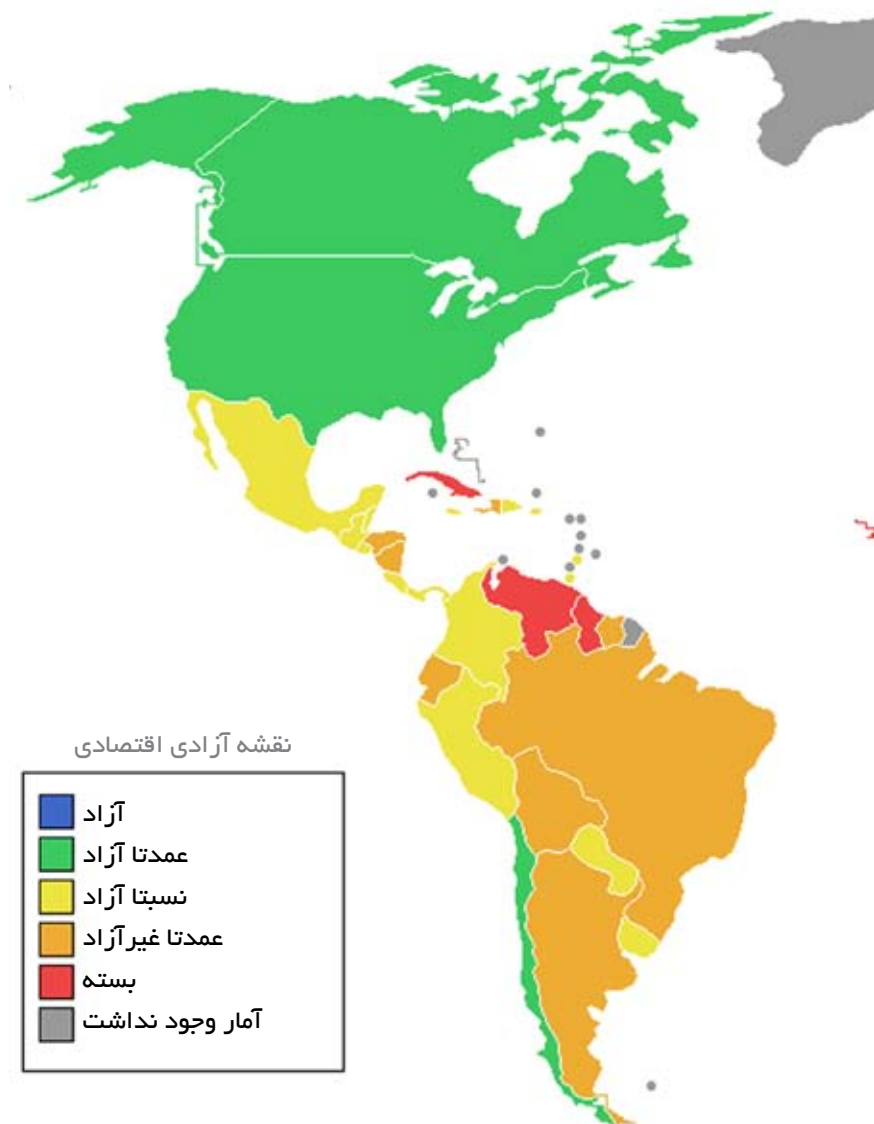 نقشه آزادی اقتصادی
آزاد
عمدتا آزاد
نسبتا آزاد
عمدتا غیرآزاد
بسته
آمار وجود نداشت